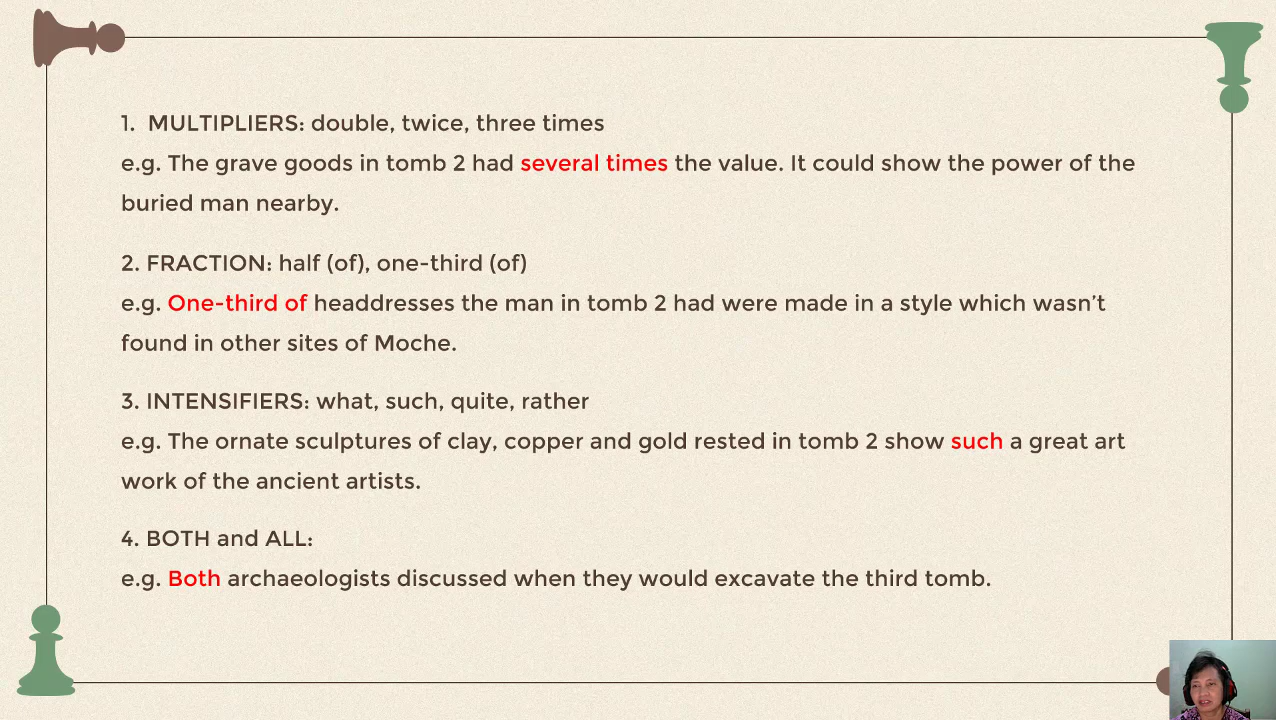 1. MULTIPLIERS: double, twice, three times
e.g. The grave goods in tomb 2 had several times the value. It could show the power of the
buried man nearby.
2. FRACTION: half (of), one-third (of)
e.g. One-third of headdresses the man in tomb 2 had were made in a style which wasn’t
found in other sites of Moche.
3. INTENSIFIERS: what, such, quite, rather
e.g. The ornate sculptures of clay, copper and gold rested in tomb 2 show such a great art
work of the ancient artists.
4. BOTH and ALL:
e.g. Both archaeologists discussed when they would excavate the third tomb.